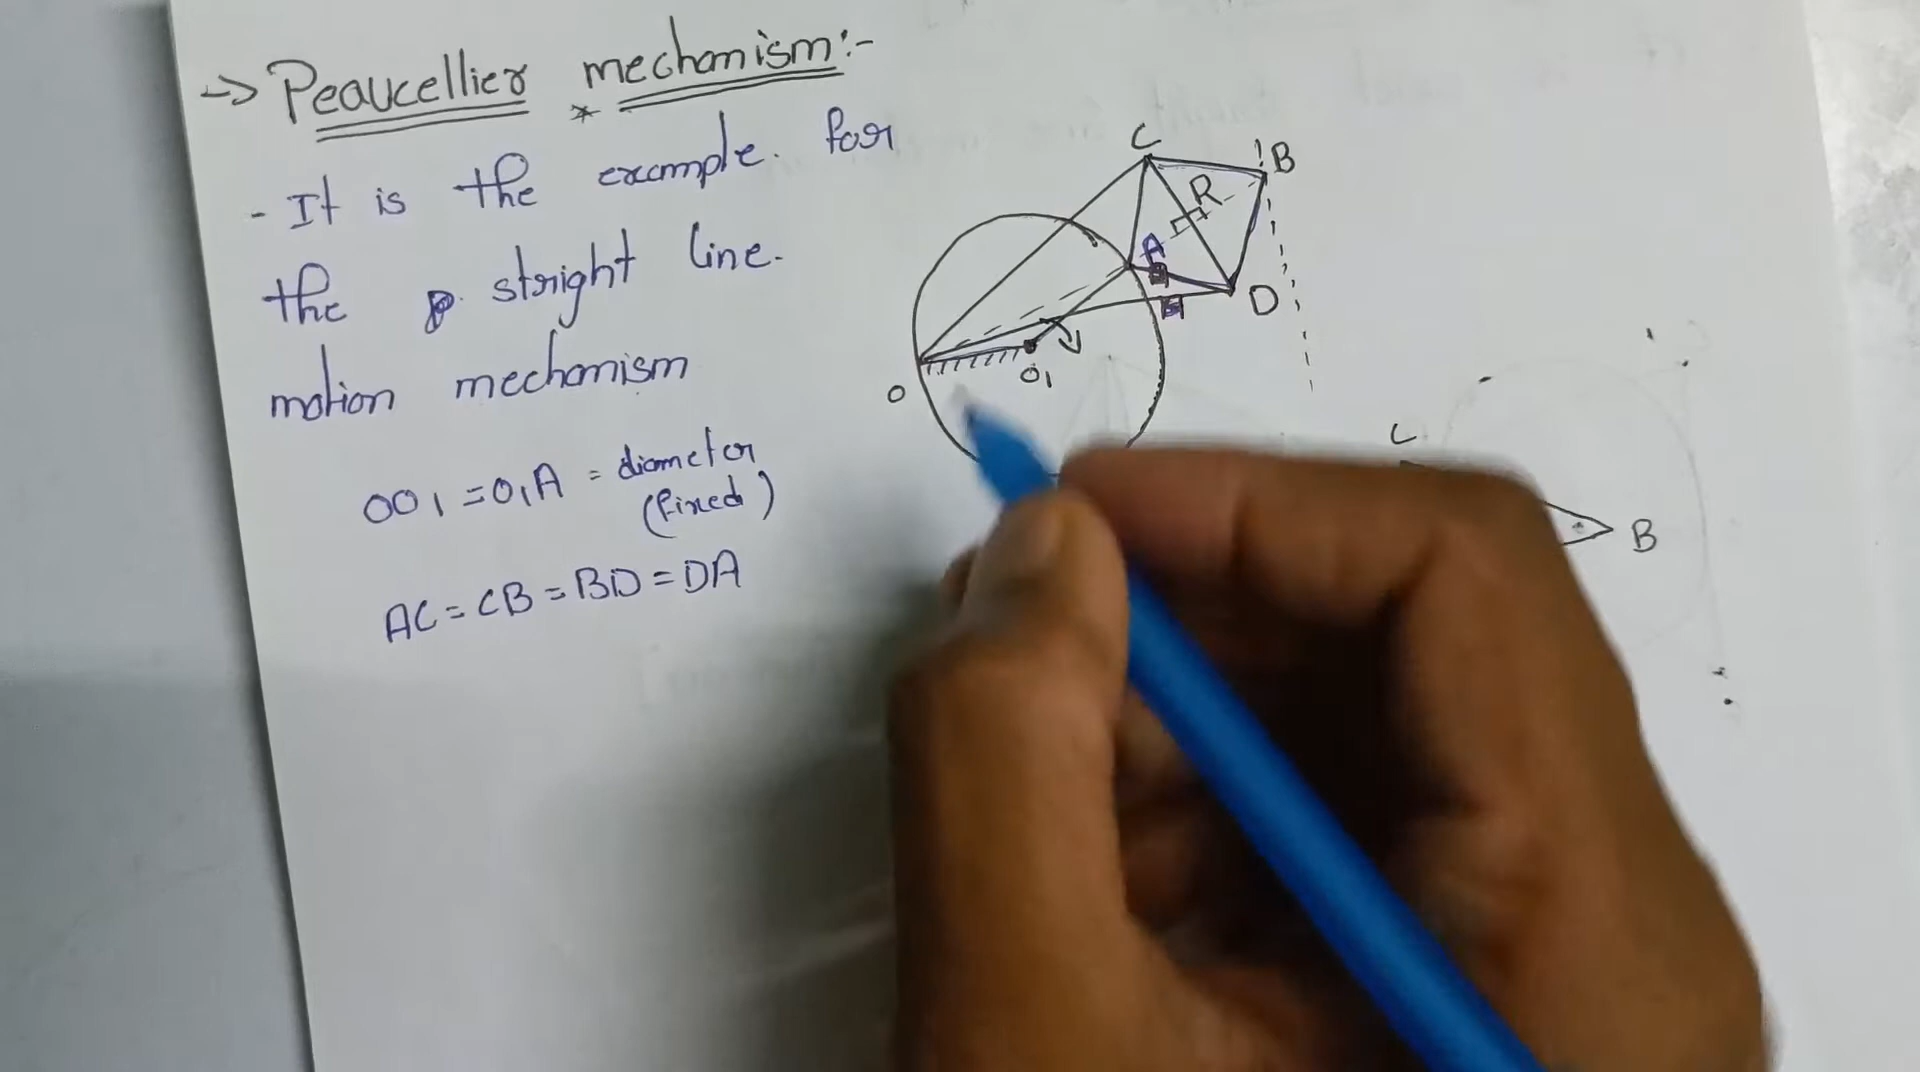 -> Peaucellier mechanism:-
- It is the example. for
the p. stright line.
motion mechanism
OO1 = O1A = diameter
(fixed)
AC = CB = BD = DA
C
B
R
A
D
O1
O
C
B